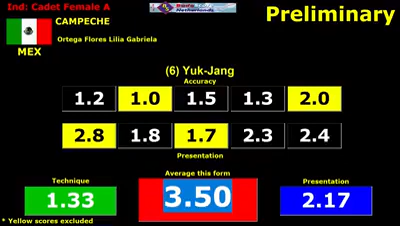 Ind: Cadet Female A
Preliminary
CAMPECHE
Ortega Flores Lilia Gabriela
MEX
(6) Yuk-Jang
Accuracy
1.2 1.0 1.5 1.3 2.0
2.8 1.8 1.7 2.3 2.4
Presentation
Technique
Average this form
Presentation
1.33
3.50
2.17
* Yellow scores excluded